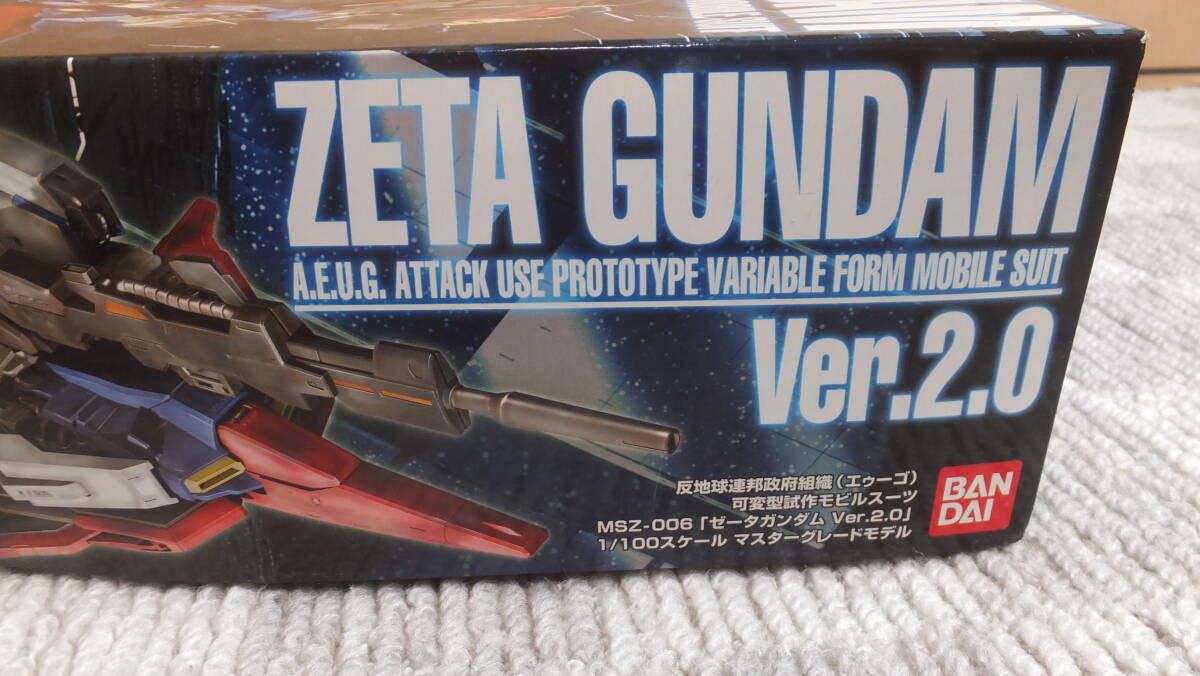 ZETA GUNDAM
A.E.U.G. ATTACK USE PROTOTYPE VARIABLE FORM MOBILE SUIT
Ver.2.0
反地球連邦政府組織(エゥーゴ)
可変型試作モビルスーツ
MSZ-006「ゼータガンダム Ver.2.0」
1/100スケール マスターグレードモデル
BAN
DAI